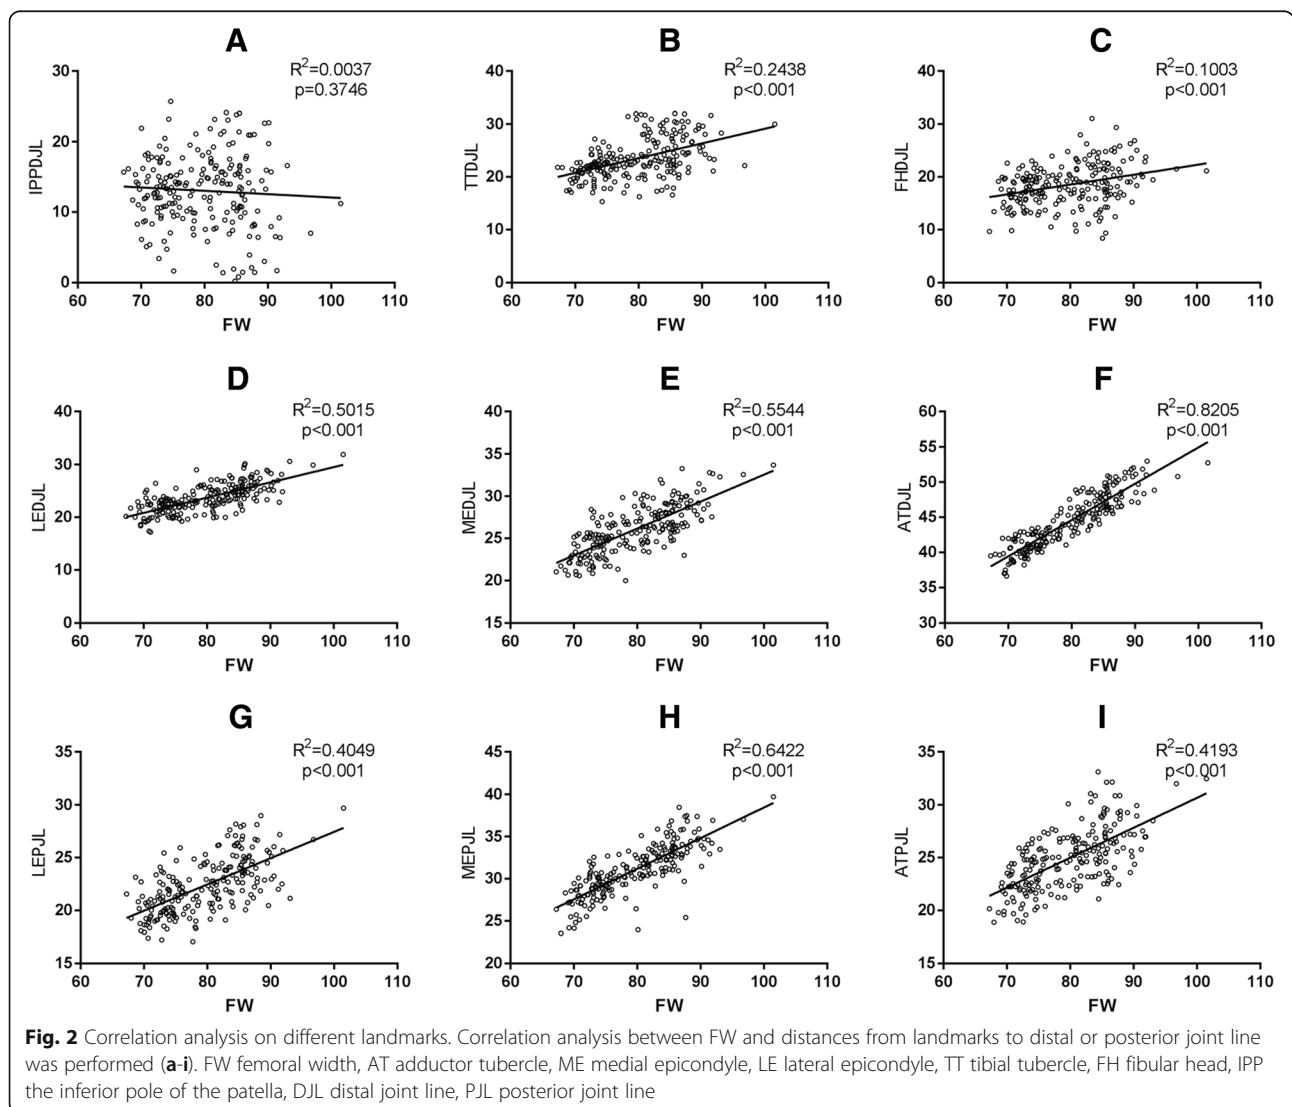 A
R²=0.0037
p=0.3746
30
20
10
0
IPPDJL
60 70 80 90 100 110
FW
B
R²=0.2438
p<0.001
40
30
20
10
0
TTDJL
60 70 80 90 100 110
FW
C
R²=0.1003
p<0.001
40
30
20
10
0
FHDJL
60 70 80 90 100 110
FW
D
R²=0.5015
p<0.001
40
30
20
10
0
LEDJL
60 70 80 90 100 110
FW
E
R²=0.5544
p<0.001
40
35
30
25
20
15
MEDJL
60 70 80 90 100 110
FW
F
R²=0.8205
p<0.001
60
55
50
45
40
35
30
ATDJL
60 70 80 90 100 110
FW
G
R²=0.4049
p<0.001
35
30
25
20
15
LEPJL
60 70 80 90 100 110
FW
H
R²=0.6422
p<0.001
45
40
35
30
25
20
MEPJL
60 70 80 90 100 110
FW
I
R²=0.4193
p<0.001
35
30
25
20
15
ATPJL
60 70 80 90 100 110
FW
Fig. 2 Correlation analysis on different landmarks. Correlation analysis between FW and distances from landmarks to distal or posterior joint line
was performed (a-i). FW femoral width, AT adductor tubercle, ME medial epicondyle, LE lateral epicondyle, TT tibial tubercle, FH fibular head, IPP
the inferior pole of the patella, DJL distal joint line, PJL posterior joint line